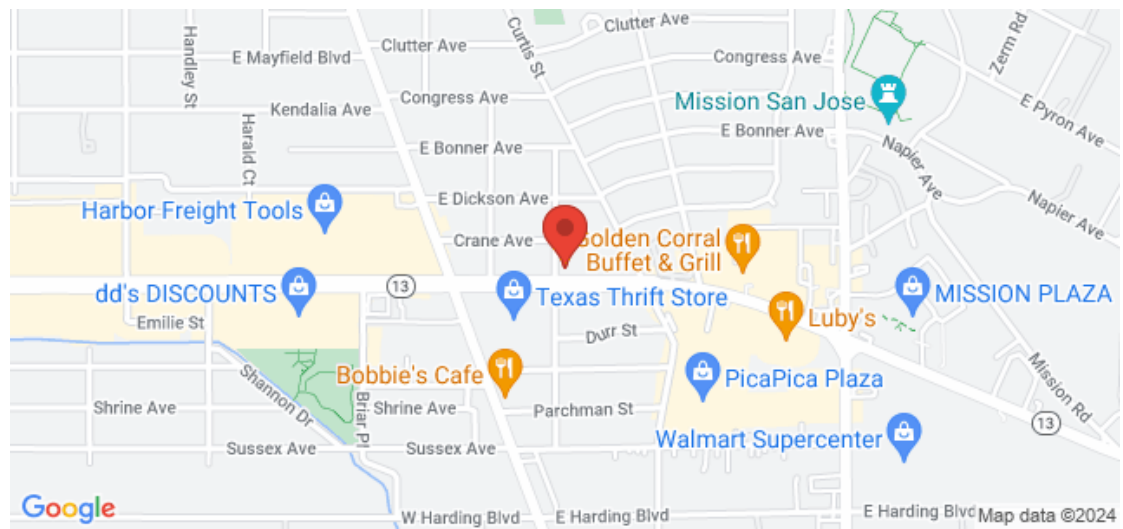 Clutter Ave
Curtis St
Clutter Ave
Handley St
E Mayfield Blvd
Congress Ave
Zerm Rd
Kendalia Ave
Congress Ave
Mission San Jose
E Pyron Ave
Harald Ct
E Bonner Ave
E Bonner Ave
Napier Ave
Napier Ave
E Dickson Ave
Harbor Freight Tools
Crane Ave
Golden Corral
Buffet & Grill
13
dd's DISCOUNTS
Texas Thrift Store
MISSION PLAZA
Emilie St
Durr St
Luby's
Bobbie's Cafe
PicaPica Plaza
Shannon Dr
Briar Pl
Mission Rd
Shrine Ave
Shrine Ave
Parchman St
13
Sussex Ave
Sussex Ave
Walmart Supercenter
Google
W Harding Blvd
E Harding Blvd
E Harding Blvd
Map data ©2024